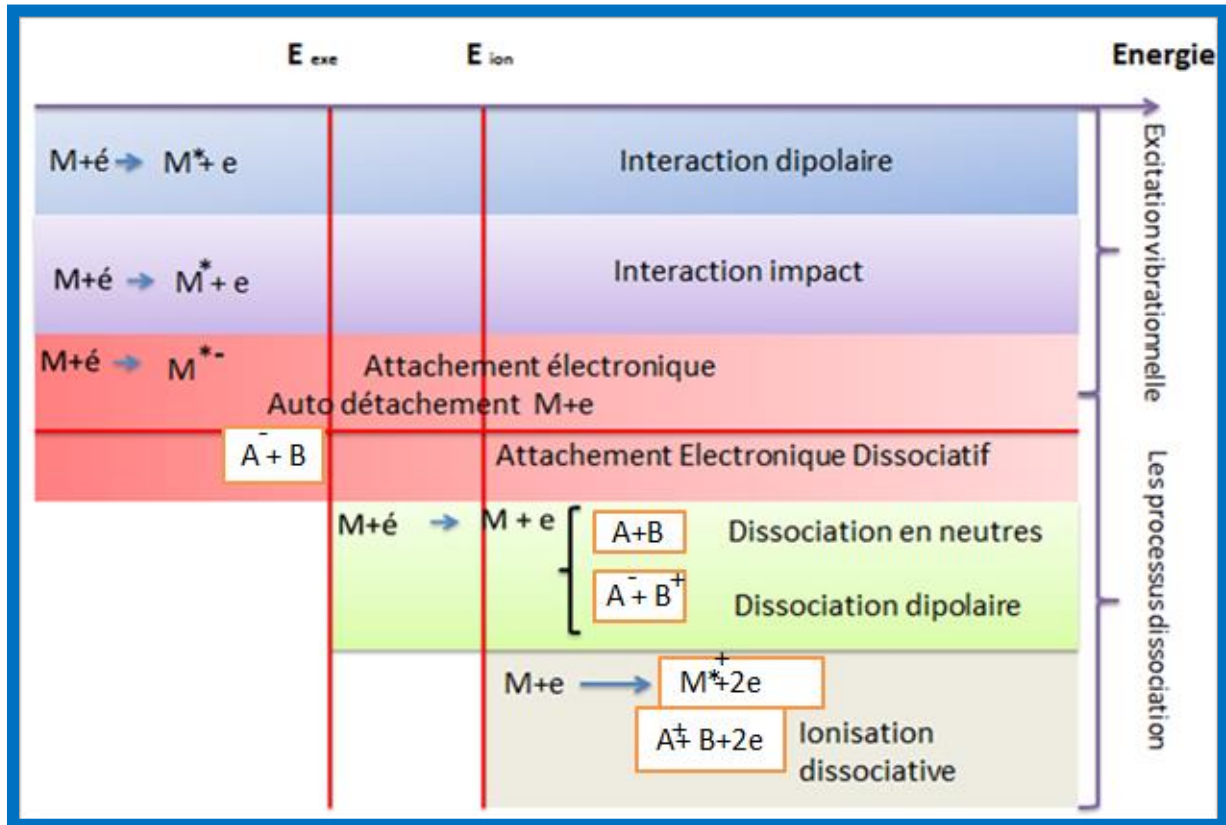 E exe E ion Energie
M+é → M*+ e Interaction dipolaire
M+é → M* + e Interaction impact
M+é → M*-
Attachement électronique
Auto détachement M+e
A- + B Attachement Electronique Dissociatif
M+é → M + e
A+B Dissociation en neutres
A- + B+ Dissociation dipolaire
M+e → M*+ +2e
A+ + B+2e Ionisation
dissociative
Excitation vibrationnelle
Les processus dissociation